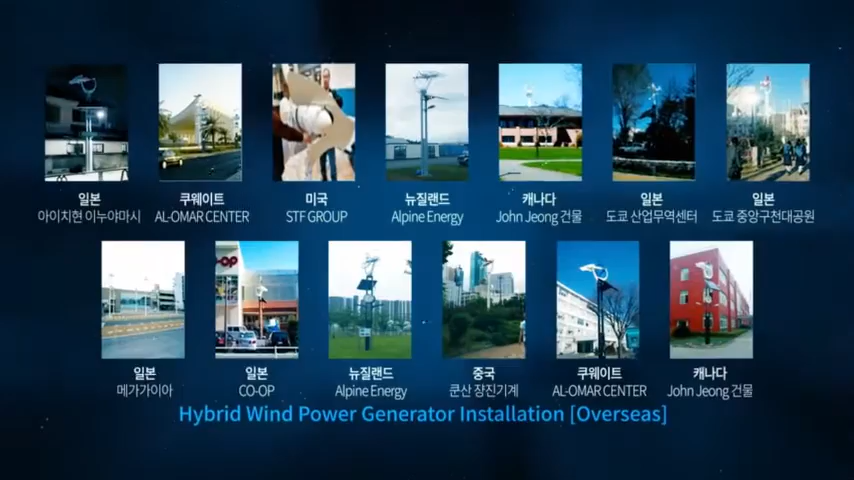 일본
아이치현 이누야마시
쿠웨이트
AL-OMAR CENTER
미국
STF GROUP
뉴질랜드
Alpine Energy
캐나다
John Jeong 건물
일본
도쿄 산업무역센터
일본
도쿄 중앙구천대공원
일본
메가가이아
일본
CO-OP
뉴질랜드
Alpine Energy
중국
쿤산 쟝진기계
쿠웨이트
AL-OMAR CENTER
캐나다
John Jeong 건물
Hybrid Wind Power Generator Installation [Overseas]